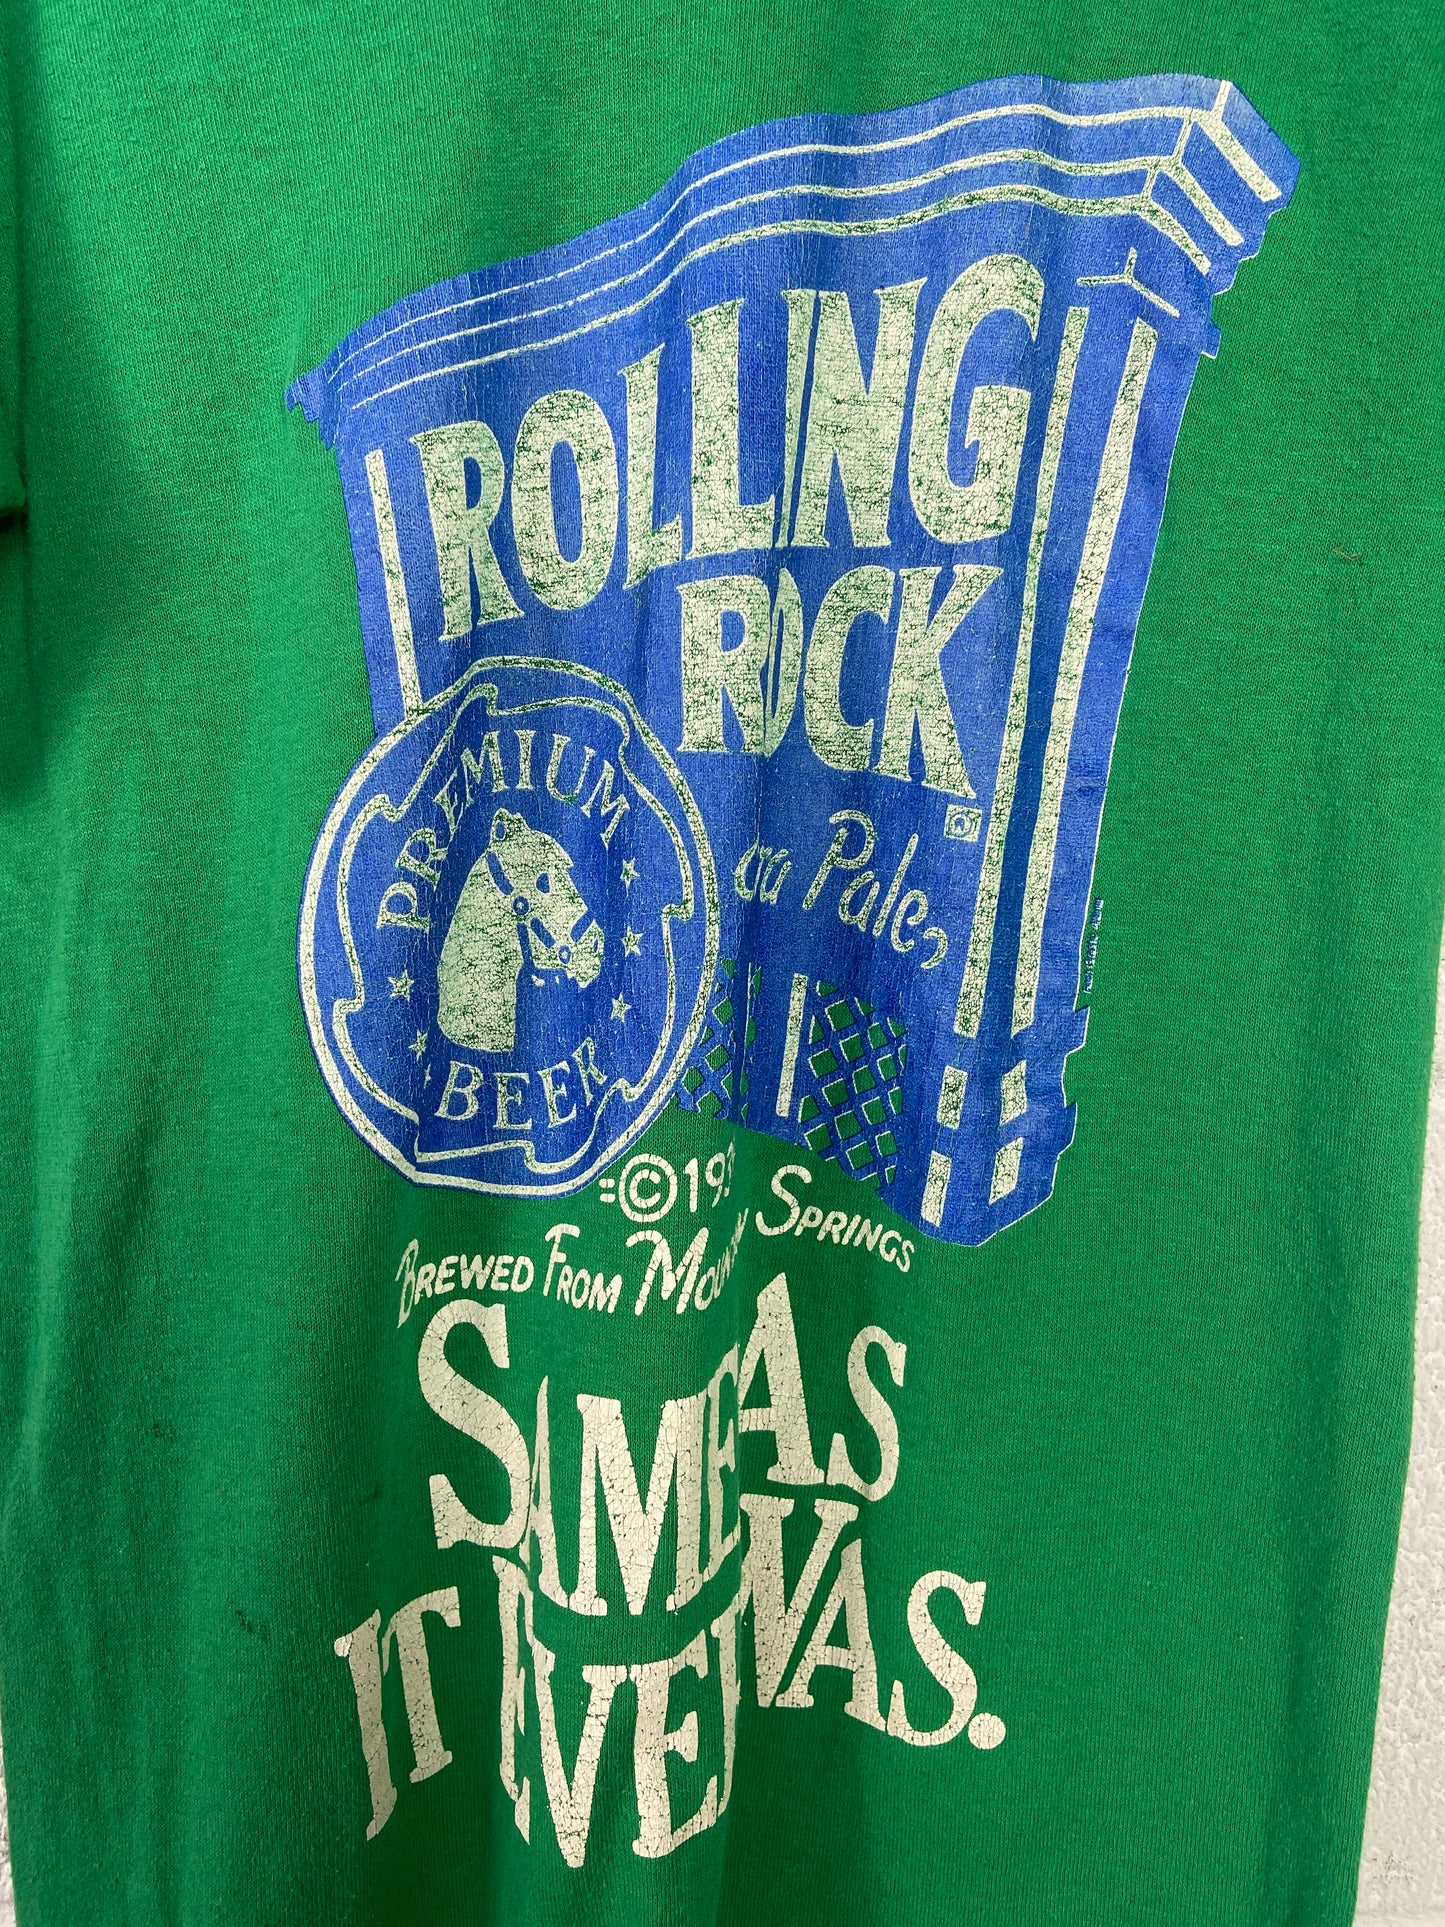 ROLLING
ROCK
®
Pale,
PREMIUM
BEER
BREWED FROM SPRINGS
SAME AS
IT EVER WAS.